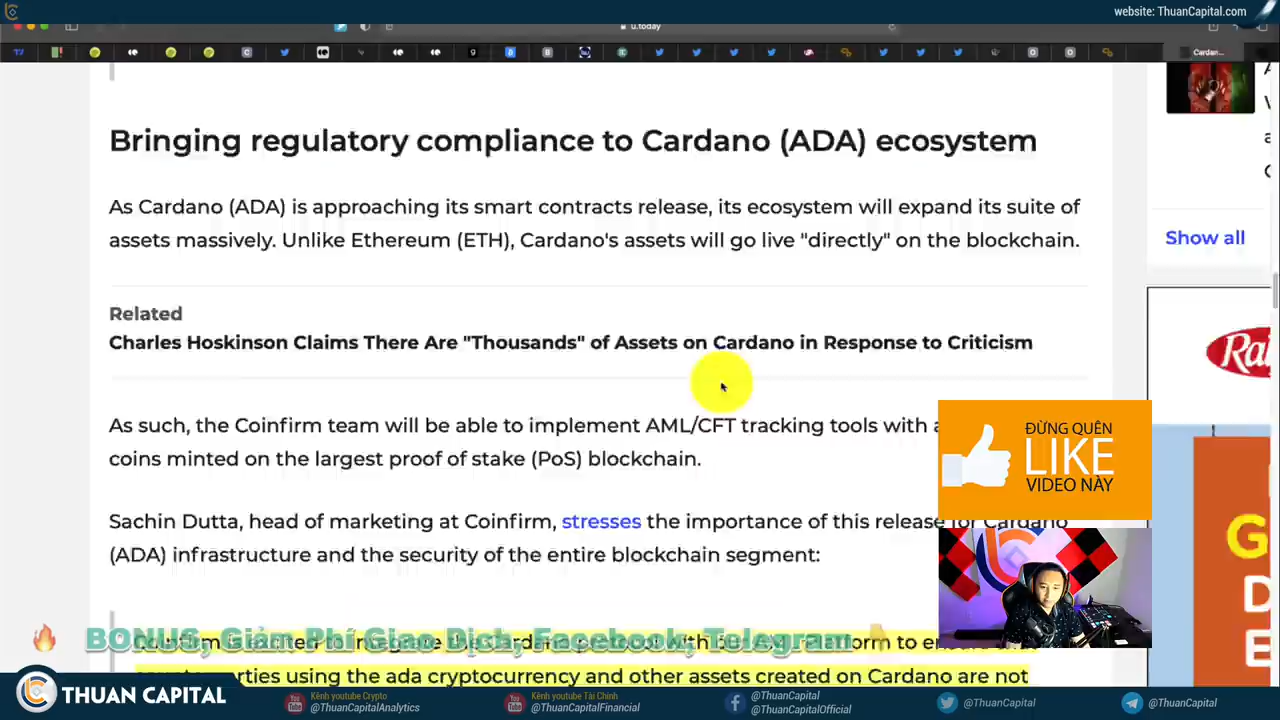 website: ThuanCapital.com
u.today
Cardan...
Bringing regulatory compliance to Cardano (ADA) ecosystem
As Cardano (ADA) is approaching its smart contracts release, its ecosystem will expand its suite of
assets massively. Unlike Ethereum (ETH), Cardano's assets will go live "directly" on the blockchain.
Show all
Related
Charles Hoskinson Claims There Are "Thousands" of Assets on Cardano in Response to Criticism
As such, the Coinfirm team will be able to implement AML/CFT tracking tools with
coins minted on the largest proof of stake (PoS) blockchain.
ĐỪNG QUÊN
LIKE
VIDEO NÀY
Sachin Dutta, head of marketing at Coinfirm, stresses the importance of this release for Cardano
(ADA) infrastructure and the security of the entire blockchain segment:
BONUS, Giảm Phí Giao Dịch, Facebook, Telegram
using the ada cryptocurrency and other assets created on Cardano are not
THUAN CAPITAL
Kênh youtube Crypto
@ThuanCapitalAnalytics
Kênh youtube Tài Chính
@ThuanCapitalFinancial
@ThuanCapital
@ThuanCapitalOfficial
@ThuanCapital
@ThuanCapital